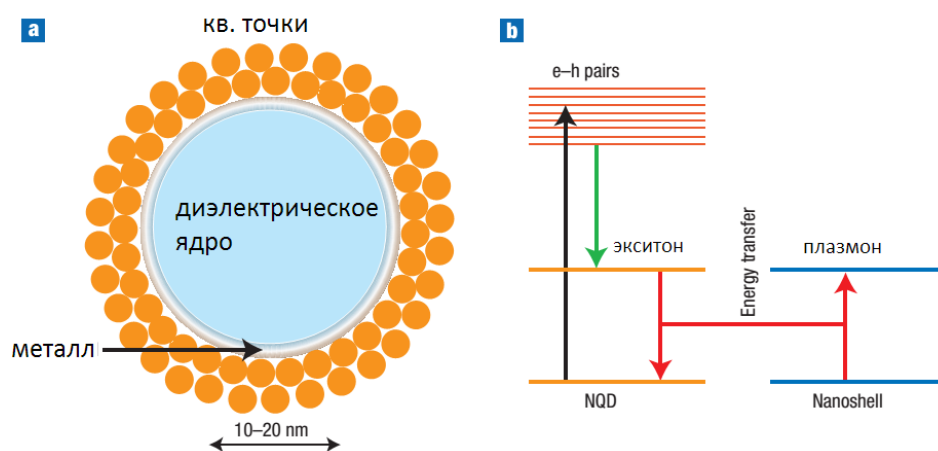 a
кв. точки
диэлектрическое
ядро
металл
10–20 nm
b
e–h pairs
экситон
плазмон
Energy transfer
NQD
Nanoshell